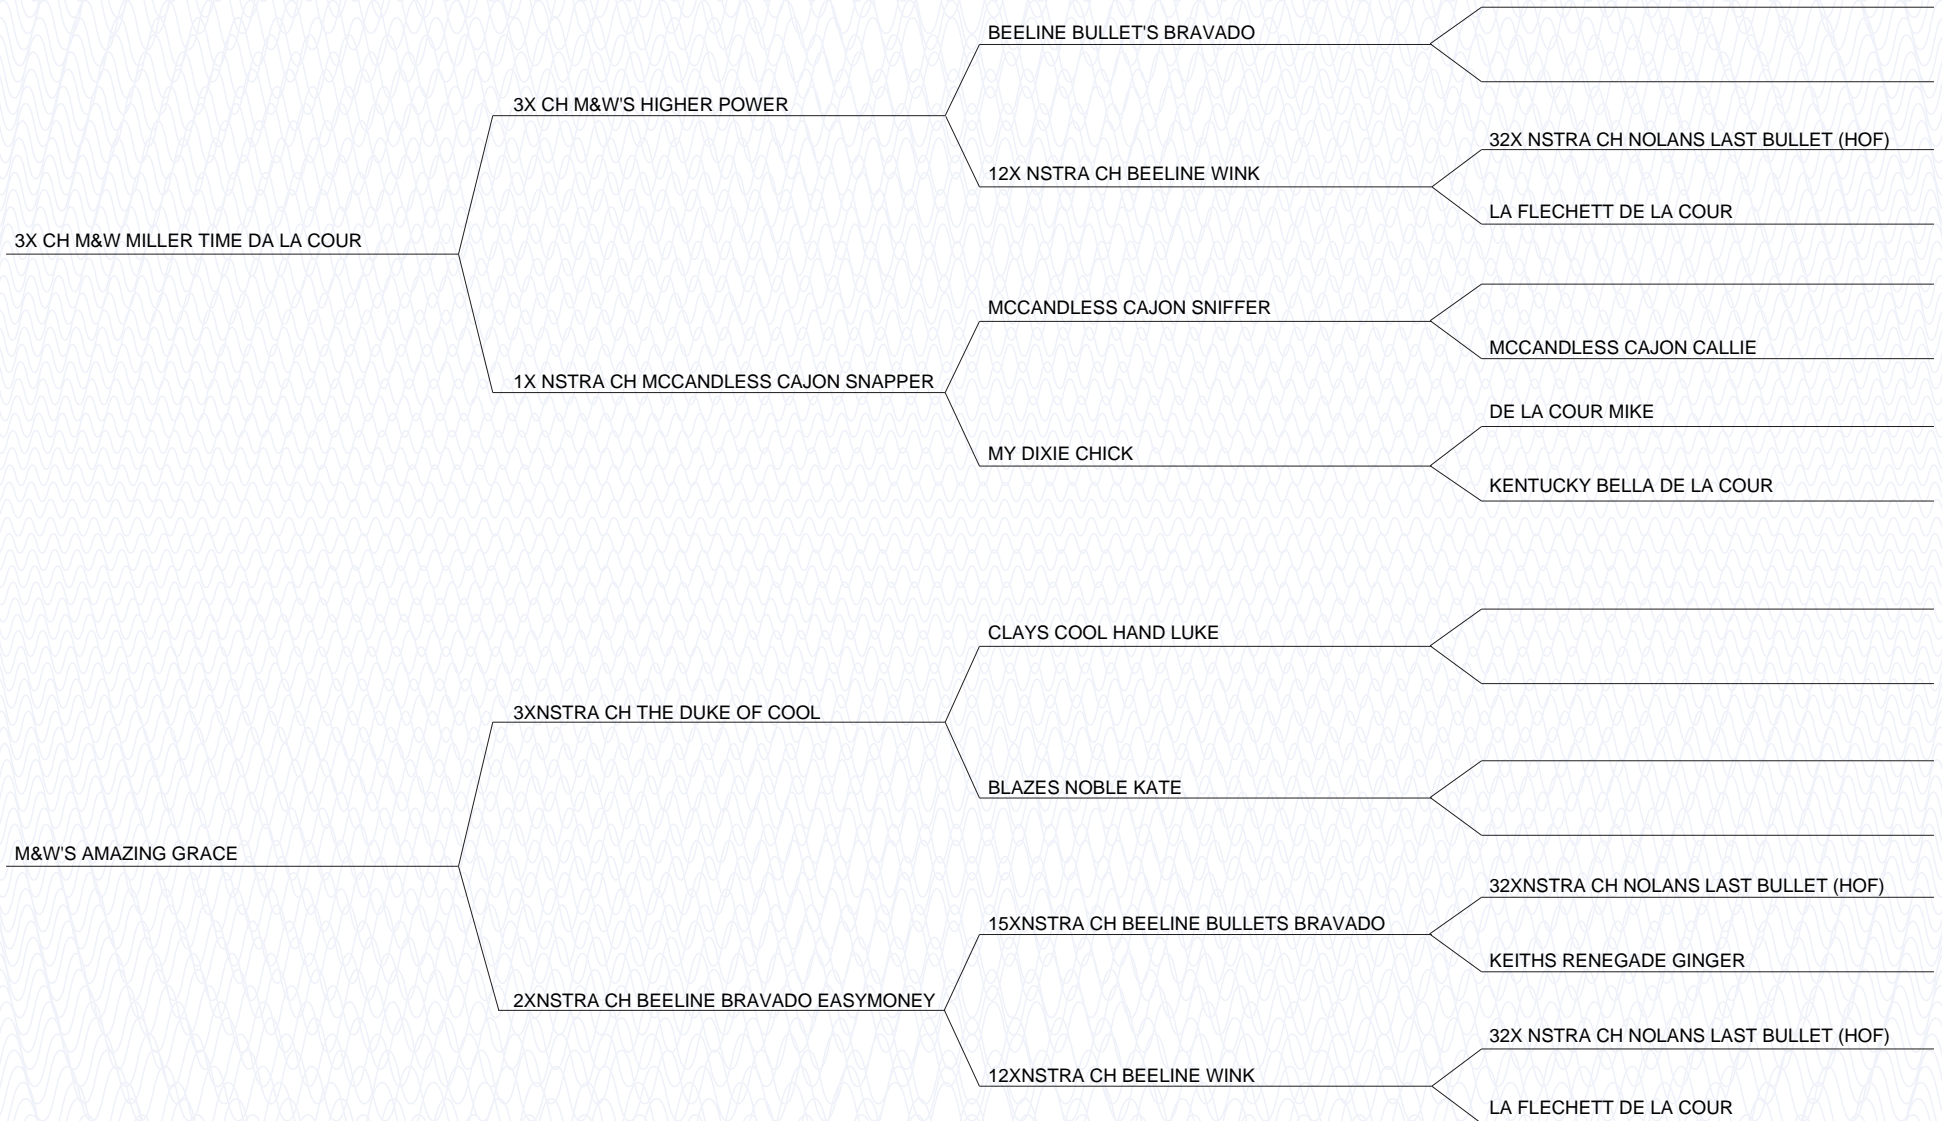 BEELINE BULLET'S BRAVADO
3X CH M&W'S HIGHER POWER
32X NSTRA CH NOLANS LAST BULLET (HOF)
12X NSTRA CH BEELINE WINK
LA FLECHETT DE LA COUR
3X CH M&W MILLER TIME DA LA COUR
MCCANDLESS CAJON SNIFFER
MCCANDLESS CAJON CALLIE
1X NSTRA CH MCCANDLESS CAJON SNAPPER
DE LA COUR MIKE
MY DIXIE CHICK
KENTUCKY BELLA DE LA COUR
CLAYS COOL HAND LUKE
3XNSTRA CH THE DUKE OF COOL
BLAZES NOBLE KATE
M&W'S AMAZING GRACE
32XNSTRA CH NOLANS LAST BULLET (HOF)
15XNSTRA CH BEELINE BULLETS BRAVADO
KEITHS RENEGADE GINGER
2XNSTRA CH BEELINE BRAVADO EASYMONEY
32X NSTRA CH NOLANS LAST BULLET (HOF)
12XNSTRA CH BEELINE WINK
LA FLECHETT DE LA COUR